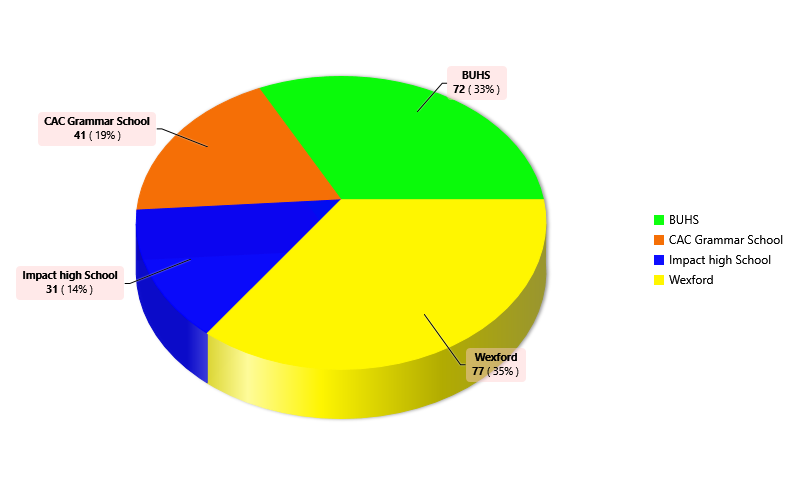 BUHS
72 ( 33% )
CAC Grammar School
41 ( 19% )
Impact high School
31 ( 14% )
Wexford
77 ( 35% )
BUHS
CAC Grammar School
Impact high School
Wexford